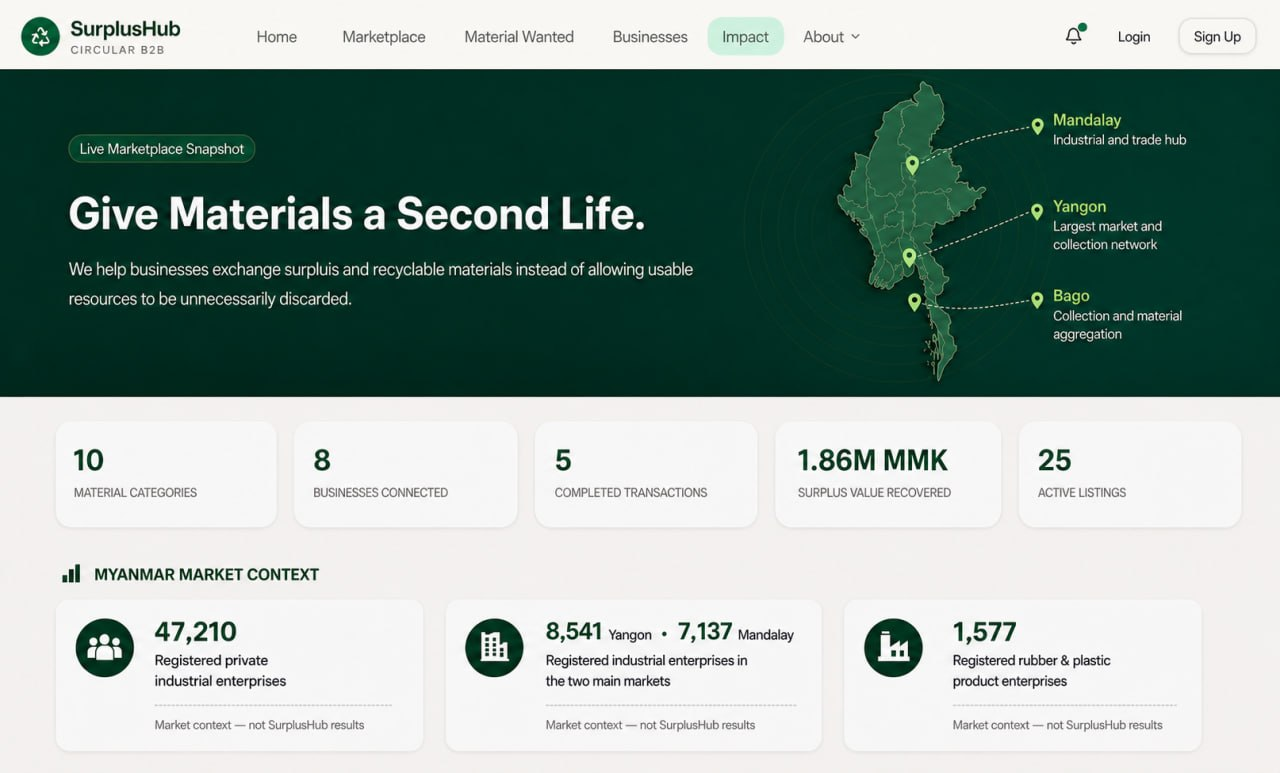 SurplusHub
CIRCULAR B2B
Home
Marketplace
Material Wanted
Businesses
Impact
About
Login
Sign Up
Live Marketplace Snapshot
Give Materials a Second Life.
We help businesses exchange surpluis and recyclable materials instead of allowing usable
resources to be unnecessarily discarded.
Mandalay
Industrial and trade hub
Yangon
Largest market and
collection network
Bago
Collection and material
aggregation
10
MATERIAL CATEGORIES
8
BUSINESSES CONNECTED
5
COMPLETED TRANSACTIONS
1.86M MMK
SURPLUS VALUE RECOVERED
25
ACTIVE LISTINGS
MYANMAR MARKET CONTEXT
47,210
Registered private
industrial enterprises
Market context — not SurplusHub results
8,541 Yangon • 7,137 Mandalay
Registered industrial enterprises in
the two main markets
Market context — not SurplusHub results
1,577
Registered rubber & plastic
product enterprises
Market context — not SurplusHub results